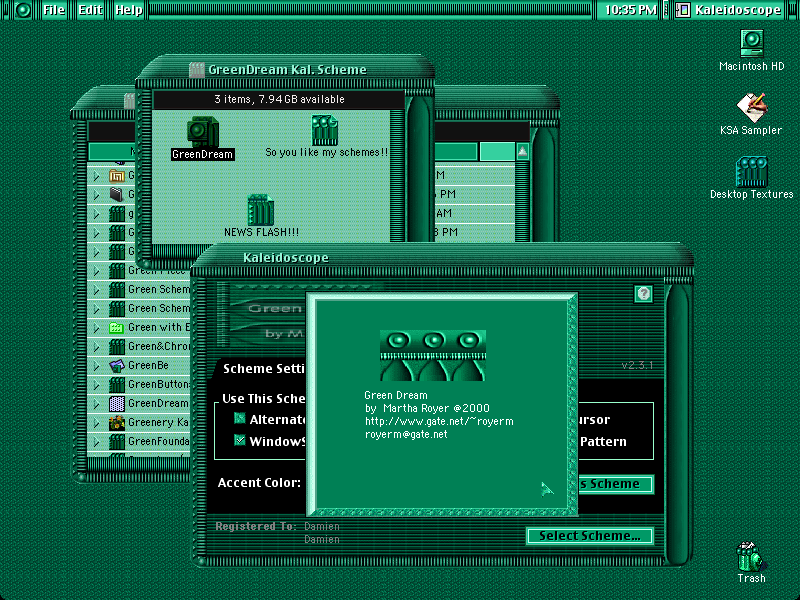 File Edit Help
10:35 PM
Kaleidoscope
Macintosh HD
KSA Sampler
Desktop Textures
Trash
GreenDream Kal. Scheme
3 items, 7.94GB available
GreenDream
So you like my schemes!!
NEWS FLASH!!!
M
PM
AM
PM
Green Schem
Green Schem
Green with E
Green&Chro
GreenBe
GreenButton
GreenDream
Greenery Ka
GreenFounda
Kaleidoscope
Green
by M
v2.3.1
Scheme Setti
Use This Sche
Alternate
ursor
WindowS
Pattern
Accent Color:
s Scheme
Registered To: Damien
Damien
Select Scheme...
Green Dream
by Martha Royer @2000
http://www.gate.net/~royerm
royerm@gate.net